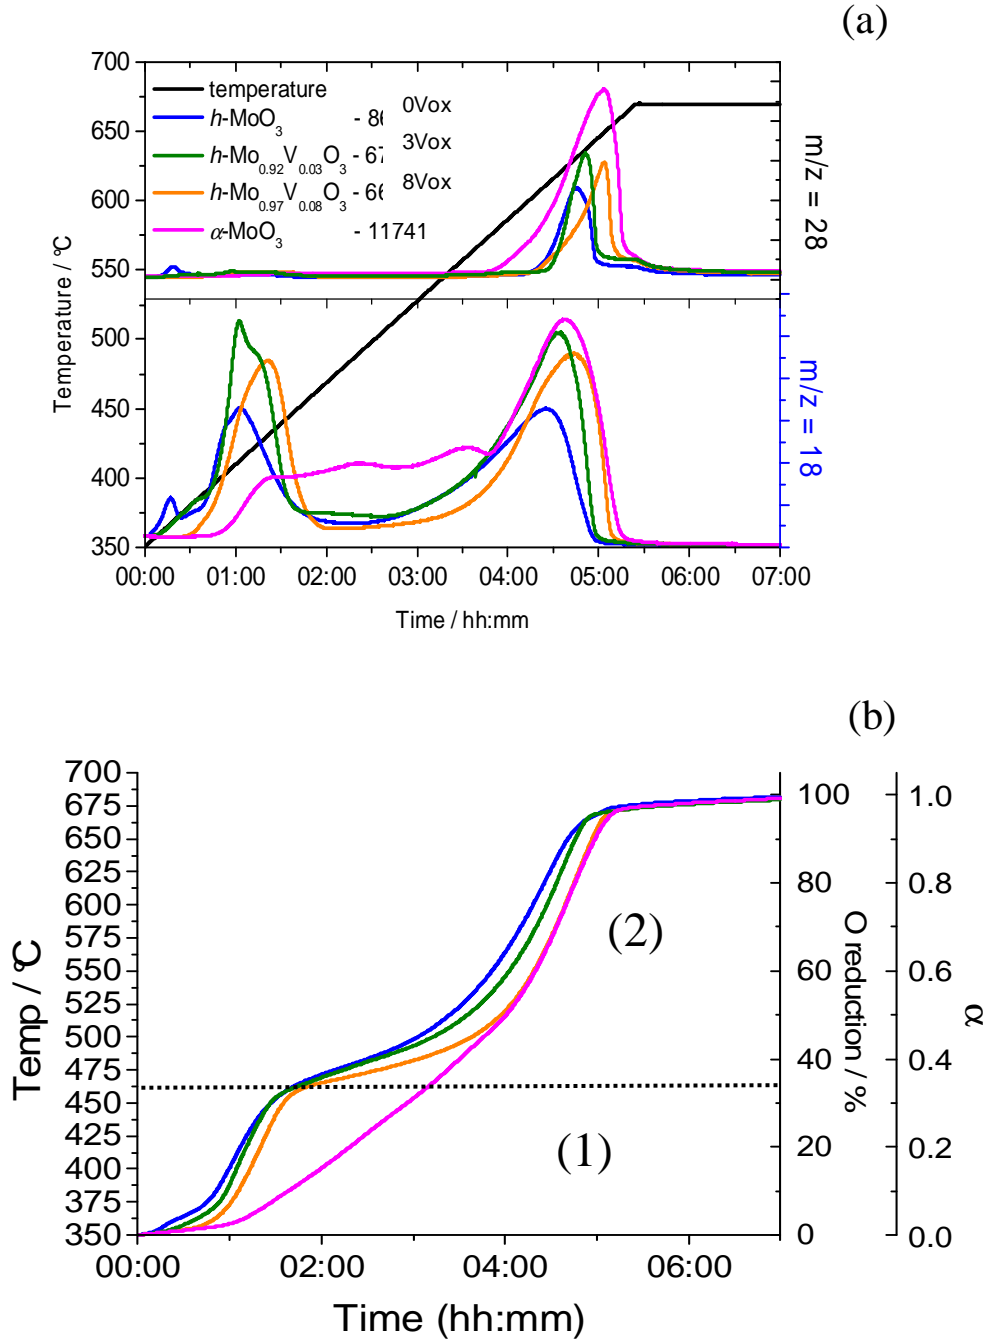 (a)
700
650
600
550
500
450
400
350
Temperature / °C
temperature
h-MoO3 - 86 0Vox
h-Mo0.92V0.03O3 - 67 3Vox
h-Mo0.97V0.08O3 - 66 8Vox
α-MoO3 - 11741
m/z = 28
m/z = 18
00:00 01:00 02:00 03:00 04:00 05:00 06:00 07:00
Time / hh:mm
(b)
700
675
650
625
600
575
550
525
500
475
450
425
400
375
350
Temp / °C
(2)
(1)
100
80
60
40
20
0
O reduction / %
1.0
0.8
0.6
0.4
0.2
0.0
α
00:00 02:00 04:00 06:00
Time (hh:mm)